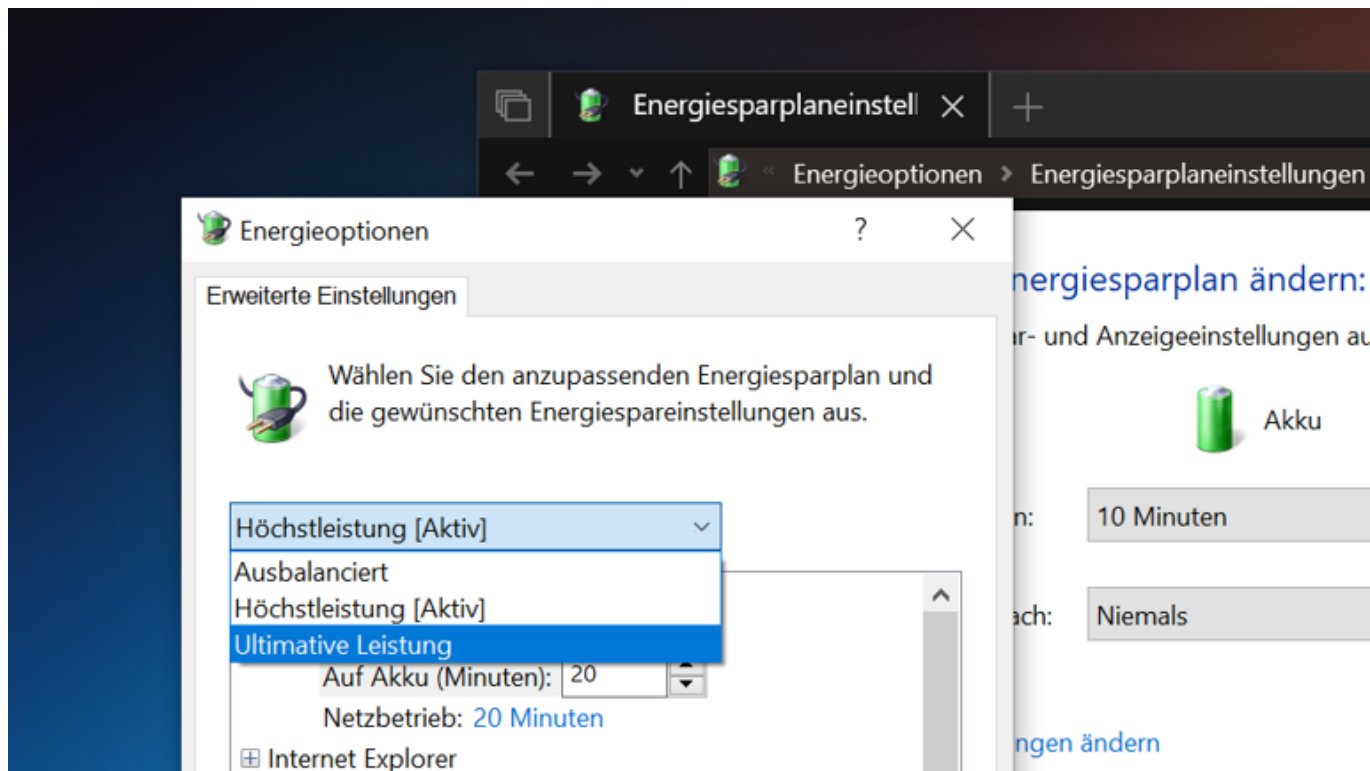 Energiesparplaneinstell
« Energieoptionen > Energiesparplaneinstellungen
Energieoptionen
?
Erweiterte Einstellungen
Wählen Sie den anzupassenden Energiesparplan und
die gewünschten Energiespareinstellungen aus.
Höchstleistung [Aktiv]
Ausbalanciert
Höchstleistung [Aktiv]
Ultimative Leistung
Auf Akku (Minuten): 20
Netzbetrieb: 20 Minuten
Internet Explorer
nergiesparplan ändern:
ar- und Anzeigeeinstellungen au
Akku
n: 10 Minuten
ach: Niemals
ngen ändern